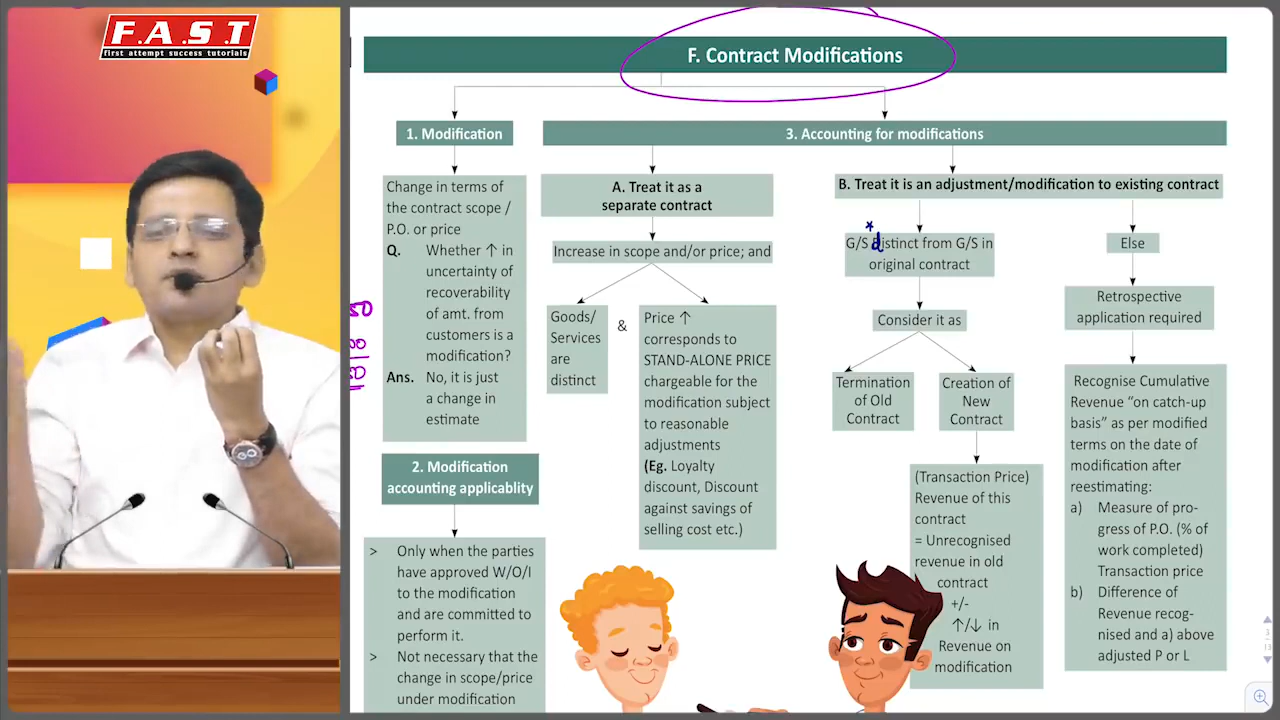 F.A.S.T
first attempt success tutorials
F. Contract Modifications
1. Modification
Change in terms of
the contract scope /
P.O. or price
Q. Whether ↑ in
uncertainty of
recoverability
of amt. from
customers is a
modification?
Ans. No, it is just
a change in
estimate
2. Modification
accounting applicablity
> Only when the parties
have approved W/O/I
to the modification
and are committed to
perform it.
> Not necessary that the
change in scope/price
under modification
3. Accounting for modifications
A. Treat it as a
separate contract
Increase in scope and/or price; and
Goods/
Services
are
distinct
&
Price ↑
corresponds to
STAND-ALONE PRICE
chargeable for the
modification subject
to reasonable
adjustments
(Eg. Loyalty
discount, Discount
against savings of
selling cost etc.)
B. Treat it is an adjustment/modification to existing contract
*
G/S distinct from G/S in
original contract
Consider it as
Termination
of Old
Contract
Creation of
New
Contract
(Transaction Price)
Revenue of this
contract
= Unrecognised
revenue in old
contract
+/-
↑/↓ in
Revenue on
modification
Else
Retrospective
application required
Recognise Cumulative
Revenue “on catch-up
basis” as per modified
terms on the date of
modification after
reestimating:
a) Measure of pro-
gress of P.O. (% of
work completed)
Transaction price
b) Difference of
Revenue recog-
nised and a) above
adjusted P or L